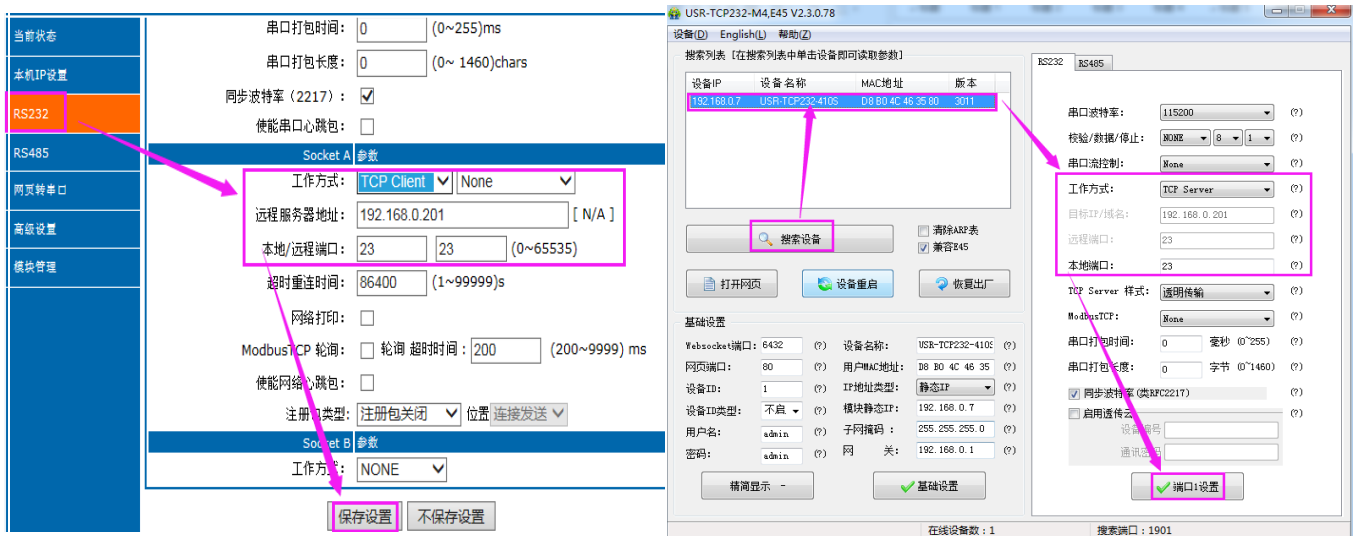 当前状态
本机IP设置
RS232
RS485
网页转串口
高级设置
模块管理
串口打包时间: 0 (0~255)ms
串口打包长度: 0 (0~ 1460)chars
同步波特率（2217）:
使能串口心跳包:
Socket A 参数
工作方式: TCP Client None
远程服务器地址: 192.168.0.201 [ N/A ]
本地/远程端口: 23 23 (0~65535)
超时重连时间: 86400 (1~99999)s
网络打印:
ModbusTCP 轮询: 轮询 超时时间 : 200 (200~9999) ms
使能网络心跳包:
注册包类型: 注册包关闭 位置 连接发送
Socket B 参数
工作方式: NONE
保存设置 不保存设置
USR-TCP232-M4,E45 V2.3.0.78
设备(D) English(L) 帮助(Z)
搜索列表 [在搜索列表中单击设备即可读取参数]
设备IP 设备名称 MAC地址 版本
192.168.0.7 USR-TCP232-410S D8 B0 4C 46 35 80 3011
搜索设备
清除ARP表
兼容E45
打开网页 设备重启 恢复出厂
基础设置
Websocket端口: 6432 (?) 设备名称: USR-TCP232-410S (?)
网页端口: 80 (?) 用户MAC地址: D8 B0 4C 46 35 (?)
设备ID: 1 (?) IP地址类型: 静态IP (?)
设备ID类型: 不启 (?) 模块静态IP: 192.168.0.7 (?)
用户名: admin (?) 子网掩码 : 255.255.255.0 (?)
密码: admin (?) 网 关: 192.168.0.1 (?)
精简显示 - 基础设置
RS232 RS485
串口波特率: 115200 (?)
校验/数据/停止: NONE 8 1 (?)
串口流控制: None (?)
工作方式: TCP Server (?)
目标IP/域名: 192.168.0.201 (?)
远程端口: 23 (?)
本地端口: 23 (?)
TCP Server 样式: 透明传输 (?)
ModbusTCP: None (?)
串口打包时间: 0 毫秒 (0~255) (?)
串口打包长度: 0 字节 (0~1460) (?)
同步波特率(类RFC2217) (?)
启用透传云 (?)
设备编号
通讯密码
端口1设置
在线设备数：1 搜索端口：1901